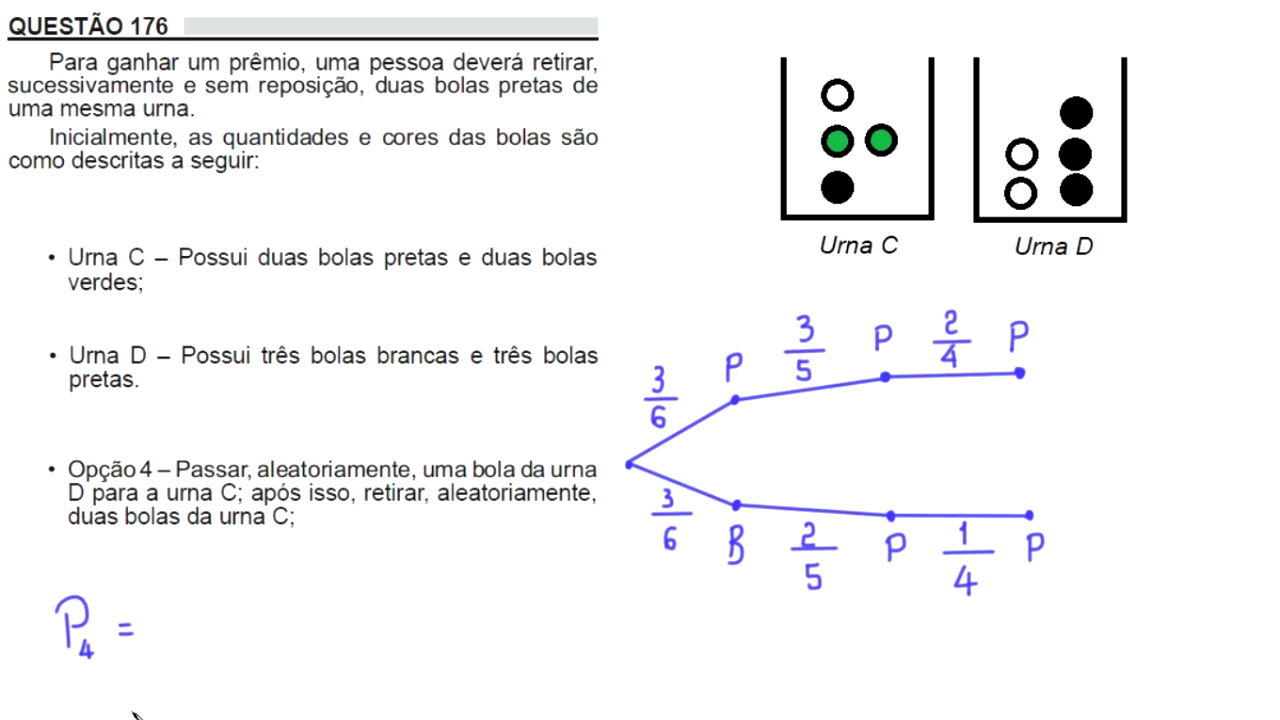 QUESTÃO 176
Para ganhar um prêmio, uma pessoa deverá retirar,
sucessivamente e sem reposição, duas bolas pretas de
uma mesma urna.
Inicialmente, as quantidades e cores das bolas são
como descritas a seguir:
• Urna C – Possui duas bolas pretas e duas bolas
verdes;
• Urna D – Possui três bolas brancas e três bolas
pretas.
• Opção 4 – Passar, aleatoriamente, uma bola da urna
D para a urna C; após isso, retirar, aleatoriamente,
duas bolas da urna C;
P4 =
Urna C Urna D
3/6 P 3/5 P 2/4 P
3/6 B 2/5 P 1/4 P